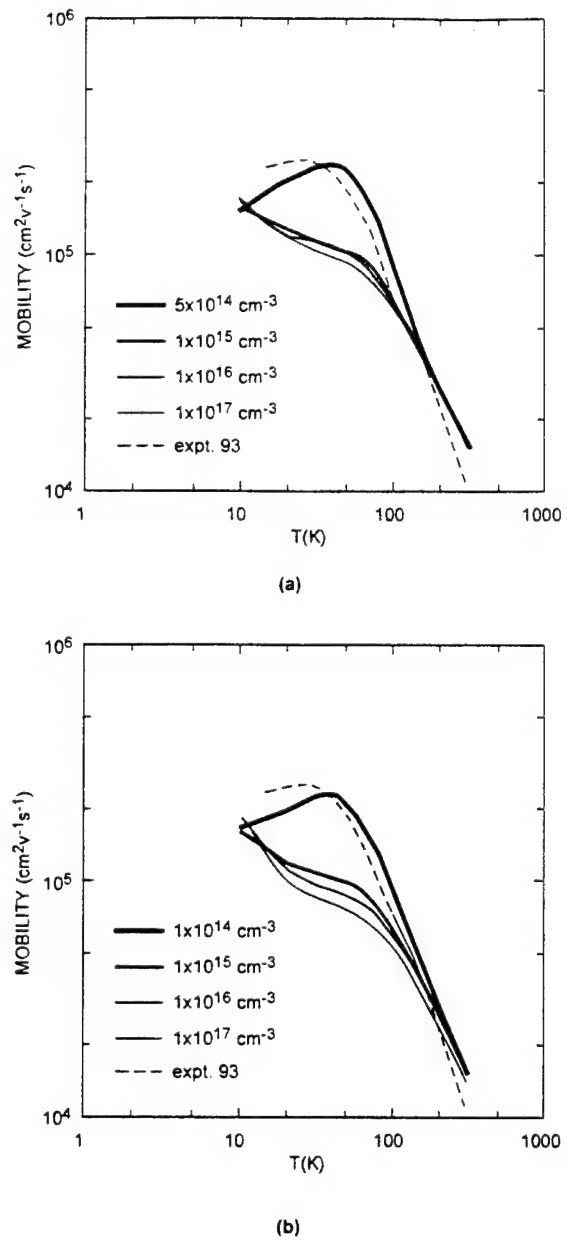 10⁶
10⁵
10⁴
MOBILITY (cm²v⁻¹s⁻¹)
5x10¹⁴ cm⁻³
1x10¹⁵ cm⁻³
1x10¹⁶ cm⁻³
1x10¹⁷ cm⁻³
expt. 93
1 10 100 1000
T(K)
(a)
10⁶
10⁵
10⁴
MOBILITY (cm²v⁻¹s⁻¹)
1x10¹⁴ cm⁻³
1x10¹⁵ cm⁻³
1x10¹⁶ cm⁻³
1x10¹⁷ cm⁻³
expt. 93
1 10 100 1000
T(K)
(b)